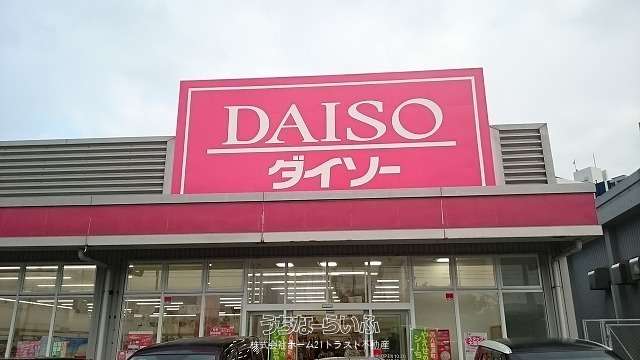 DAISO
ダイソー
うちなーらいふ
株式会社ホーム21トラスト不動産